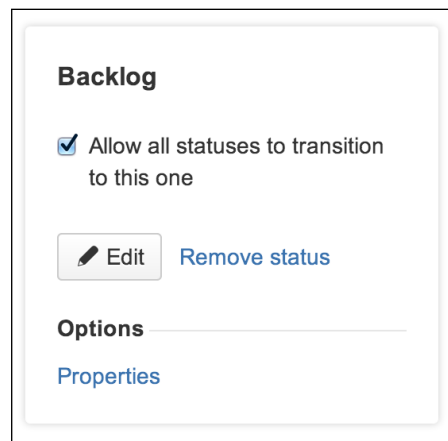 Backlog
Allow all statuses to transition
to this one
Edit Remove status
Options
Properties